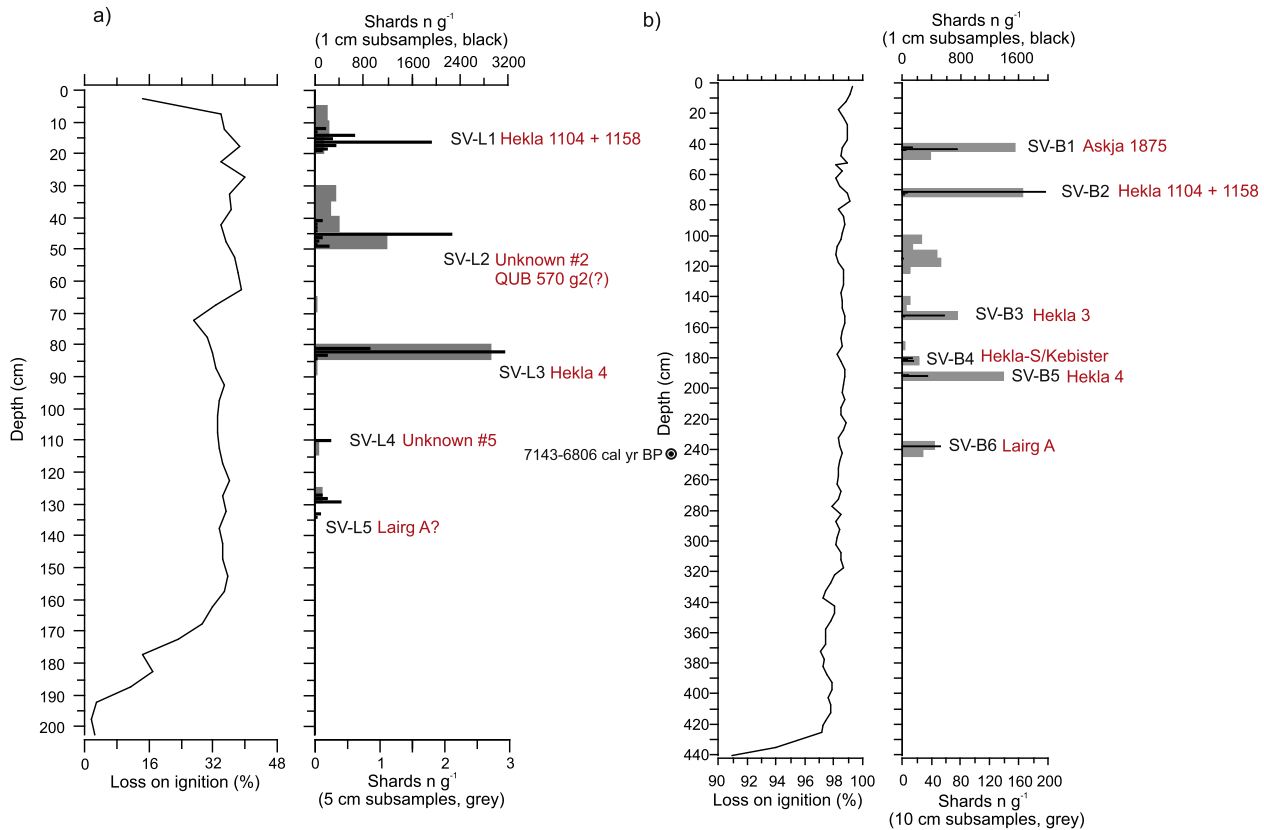 a)
Shards n g⁻¹
(1 cm subsamples, black)
0 800 1600 2400 3200
0
10
20
30
40
50
60
70
80
90
100
110
120
130
140
150
160
170
180
190
200
Depth (cm)
SV-L1 Hekla 1104 + 1158
SV-L2 Unknown #2
QUB 570 g2(?)
SV-L3 Hekla 4
SV-L4 Unknown #5
SV-L5 Lairg A?
0 16 32 48
Loss on ignition (%)
0 1 2 3
Shards n g⁻¹
(5 cm subsamples, grey)
b)
Shards n g⁻¹
(1 cm subsamples, black)
0 800 1600
0
20
40
60
80
100
120
140
160
180
200
220
240
260
280
300
320
340
360
380
400
420
440
Depth (cm)
7143-6806 cal yr BP
SV-B1 Askja 1875
SV-B2 Hekla 1104 + 1158
SV-B3 Hekla 3
SV-B4 Hekla-S/Kebister
SV-B5 Hekla 4
SV-B6 Lairg A
90 92 94 96 98 100
Loss on ignition (%)
0 40 80 120 160 200
Shards n g⁻¹
(10 cm subsamples, grey)